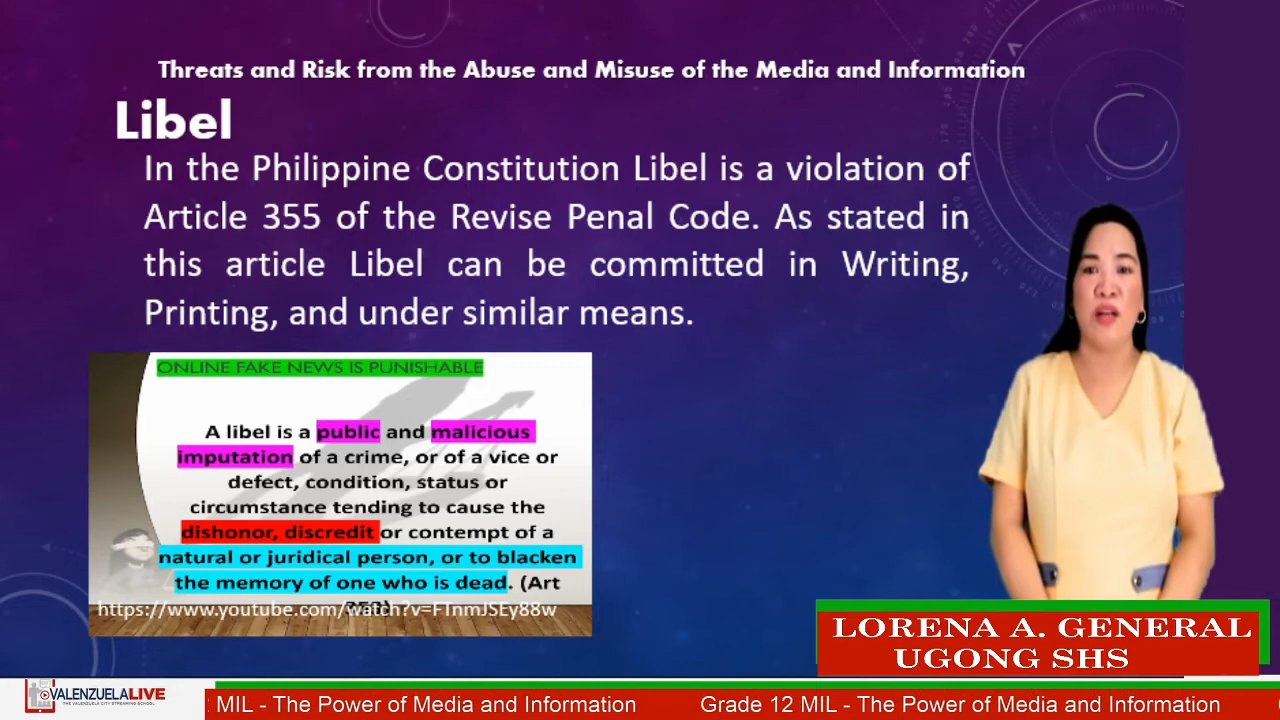 Threats and Risk from the Abuse and Misuse of the Media and Information
Libel
In the Philippine Constitution Libel is a violation of
Article 355 of the Revise Penal Code. As stated in
this article Libel can be committed in Writing,
Printing, and under similar means.
ONLINE FAKE NEWS IS PUNISHABLE
A libel is a public and malicious
imputation of a crime, or of a vice or
defect, condition, status or
circumstance tending to cause the
dishonor, discredit or contempt of a
natural or juridical person, or to blacken
the memory of one who is dead. (Art
https://www.youtube.com/watch?v=FTnmJSEy88w
LORENA A. GENERAL
UGONG SHS
VALENZUELALIVE
THE VALENZUELA CITY STREAMING SCHOOL
MIL - The Power of Media and Information Grade 12 MIL - The Power of Media and Information